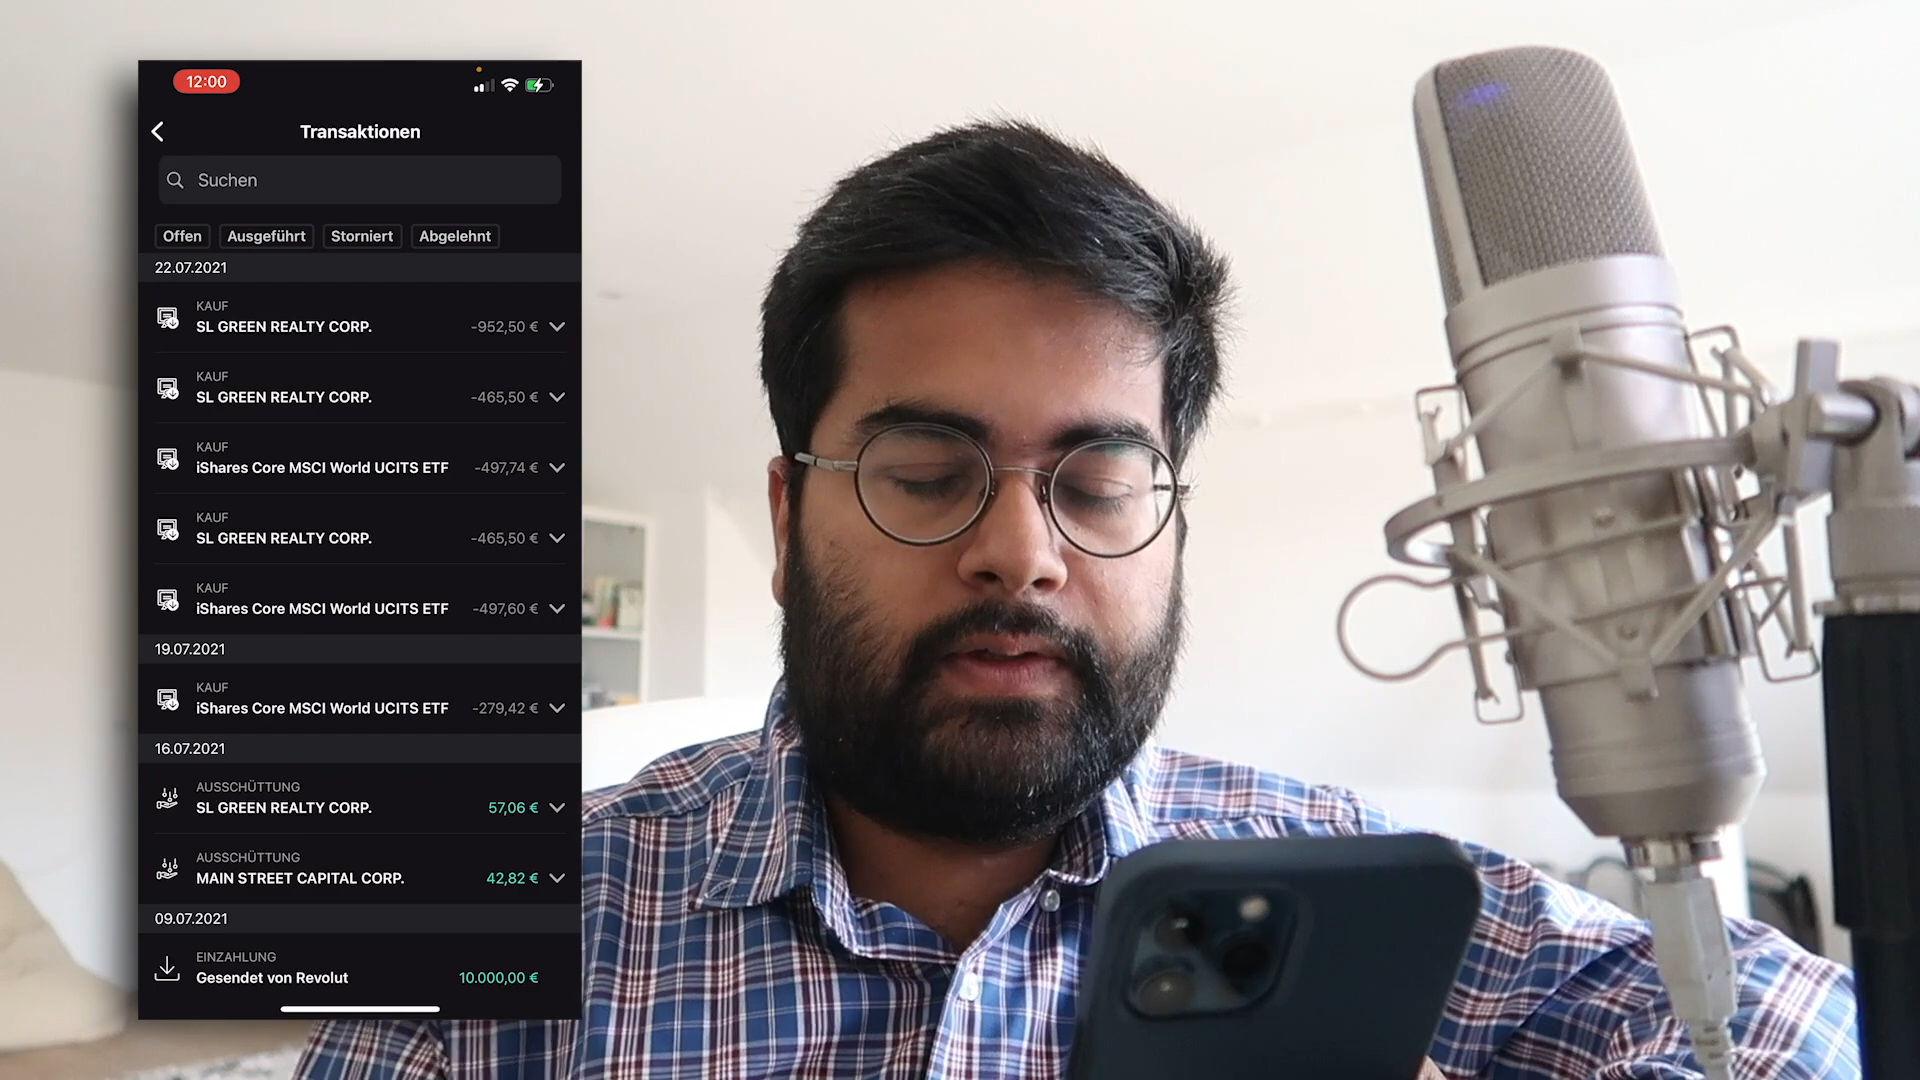 12:00
Transaktionen
Suchen
Offen Ausgeführt Storniert Abgelehnt
22.07.2021
KAUF
SL GREEN REALTY CORP. -952,50 €
KAUF
SL GREEN REALTY CORP. -465,50 €
KAUF
iShares Core MSCI World UCITS ETF -497,74 €
KAUF
SL GREEN REALTY CORP. -465,50 €
KAUF
iShares Core MSCI World UCITS ETF -497,60 €
19.07.2021
KAUF
iShares Core MSCI World UCITS ETF -279,42 €
16.07.2021
AUSSCHÜTTUNG
SL GREEN REALTY CORP. 57,06 €
AUSSCHÜTTUNG
MAIN STREET CAPITAL CORP. 42,82 €
09.07.2021
EINZAHLUNG
Gesendet von Revolut 10.000,00 €